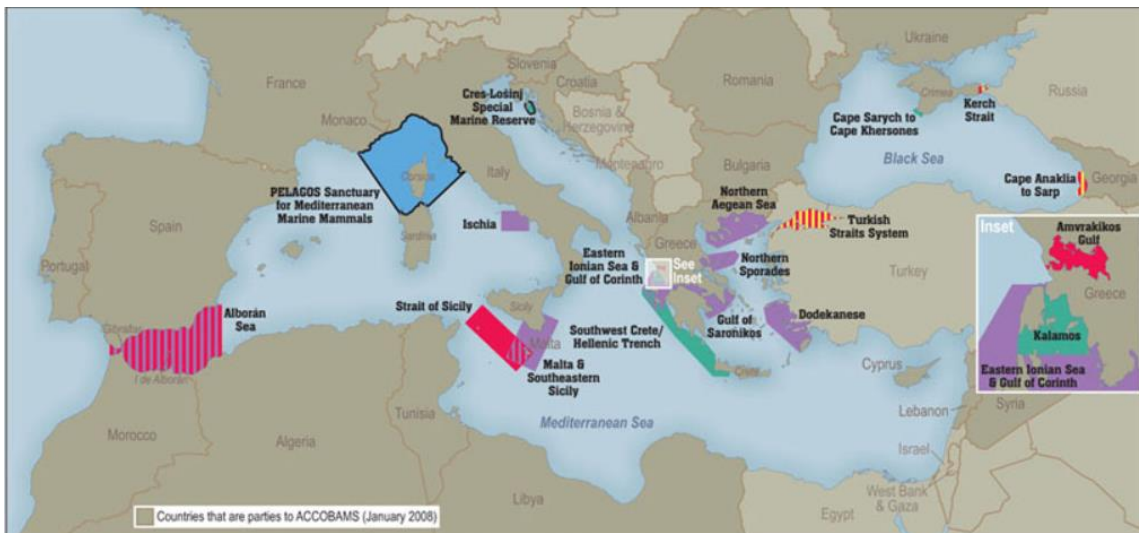 Ukraine
Slovenia
France
Croatia
Romania
Crimea
Russia
Cres-Lošinj
Special
Marine Reserve
Kerch
Strait
Monaco
Bosnia &
Herzegovina
Cape Sarych to
Cape Khersones
Black Sea
Montenegro
Italy
Bulgaria
Cape Anaklia
to Sarp
Georgia
Corsica
PELAGOS Sanctuary
for Mediterranean
Marine Mammals
Northern
Aegean Sea
Spain
Ischia
Albania
Turkish
Straits System
Inset
Amvrakikos
Gulf
Sardinia
Greece
Eastern
Ionian Sea &
Gulf of Corinth
See
Inset
Northern
Sporades
Turkey
Portugal
Greece
Strait of Sicily
Sicily
Alborán
Sea
Gibraltar
Southwest Crete/
Hellenic Trench
Gulf of
Saronikos
Dodekanese
Kalamos
Malta
Malta &
Southeastern
Sicily
Crete
Cyprus
Eastern Ionian Sea
& Gulf of Corinth
I de Alborán
Syria
Lebanon
Tunisia
Mediterranean Sea
Morocco
Algeria
Israel
West Bank
& Gaza
Libya
Egypt
Jordan
Countries that are parties to ACCOBAMS (January 2008)